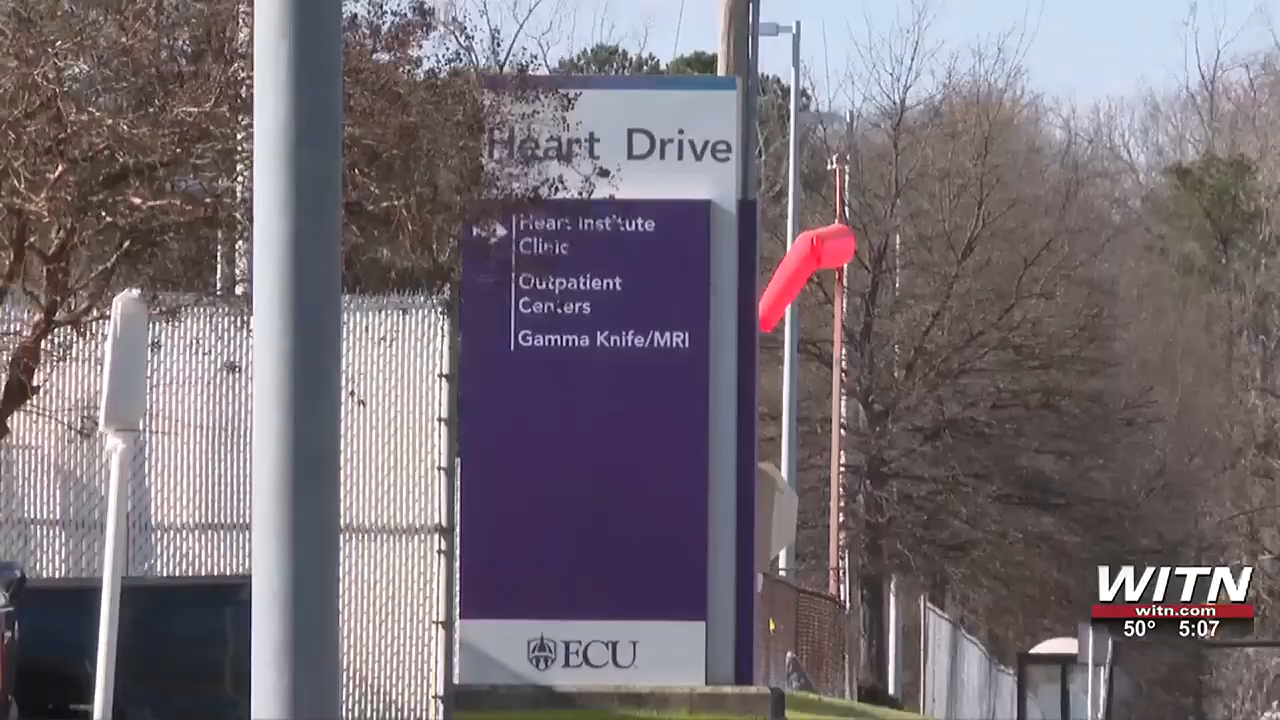 Heart Drive
Heart Institute
Clinic
Outpatient
Centers
Gamma Knife/MRI
ECU
WITN
witn.com
50° 5:07